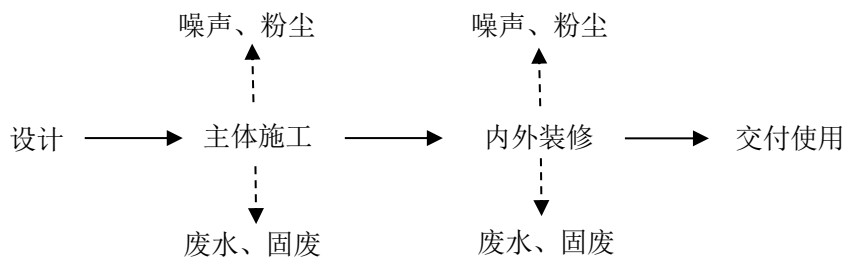 噪声、粉尘 噪声、粉尘
设计 主体施工 内外装修 交付使用
废水、固废 废水、固废